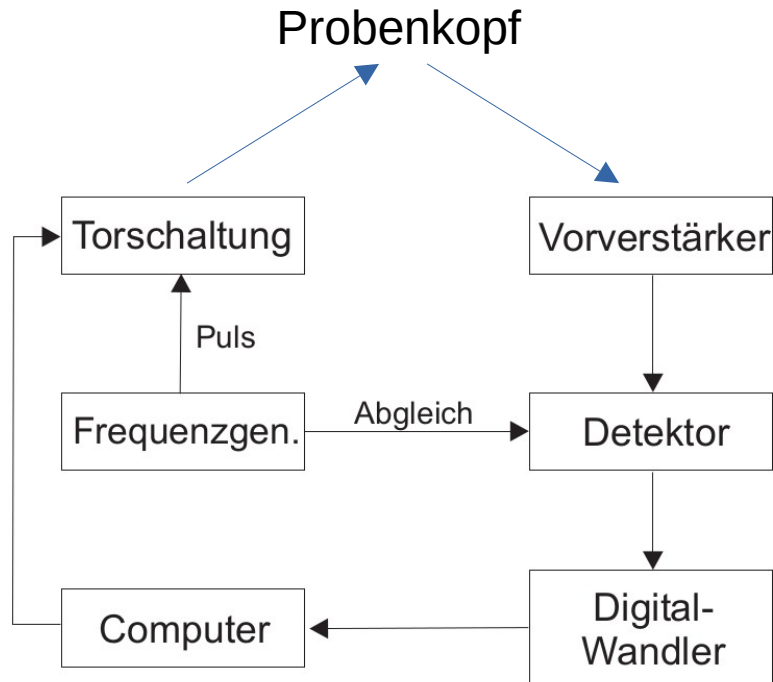 Probenkopf
Torschaltung
Vorverstärker
Puls
Frequenzgen.
Abgleich
Detektor
Computer
Digital-
Wandler